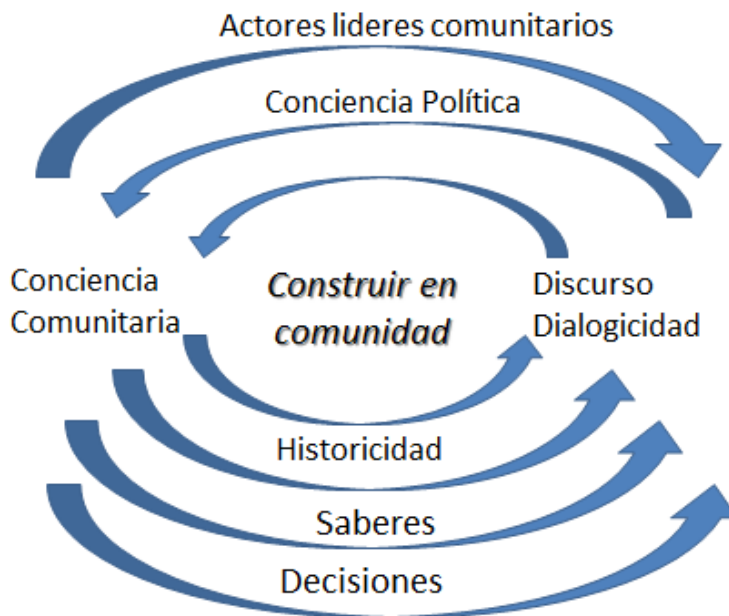 Actores lideres comunitarios
Conciencia Política
Conciencia
Comunitaria
Construir en
comunidad
Discurso
Dialogicidad
Historicidad
Saberes
Decisiones